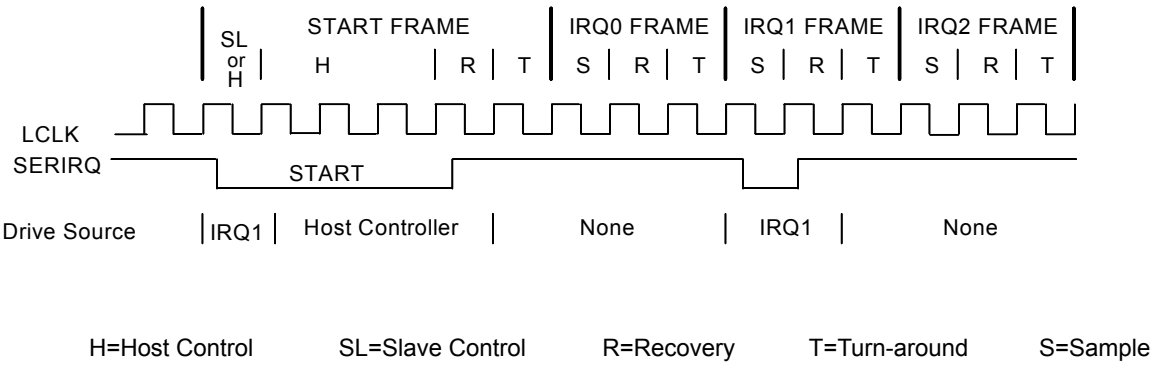 START FRAME IRQ0 FRAME IRQ1 FRAME IRQ2 FRAME
SL
or
H
H R T S R T S R T S R T
LCLK
SERIRQ
START
Drive Source IRQ1 Host Controller None IRQ1 None
H=Host Control SL=Slave Control R=Recovery T=Turn-around S=Sample